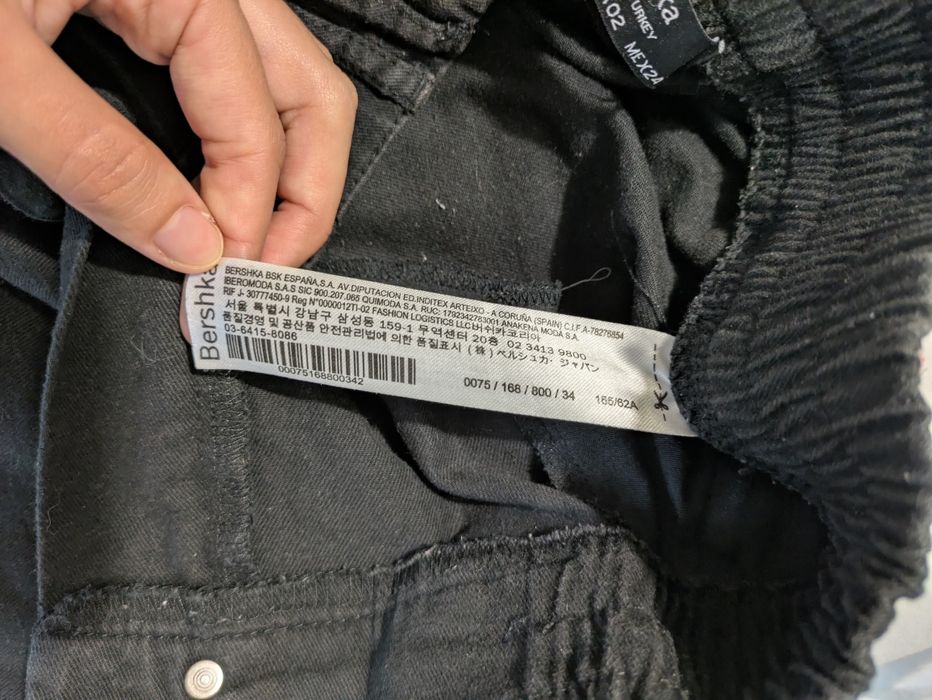 TURKEY
MEX24
Bershka
BERSHKA BSK ESPAÑA,S.A. AV.DIPUTACION ED.INDITEX ARTEIXO - A CORUÑA (SPAIN) C.I.F.A-78276854
IBEROMODA S.A.S SIC 900.207.065 QUIMODA S.A. RUC: 1792342783001 ANAKENA MODA S.A.
RIF J- 30777450-9 Reg N°0000012TI-02 FASHION LOGISTICS LLC버쉬카코리아
서울 특별시 강남구 삼성동 159-1 무역센터 20층 02 3413 9800
품질경영 및 공산품 안전관리법에 의한 품질표시 (株) ベルシュカ· ジャパン
03-6415-8086
00075168800342
0075 / 168 / 800 / 34 165/62A